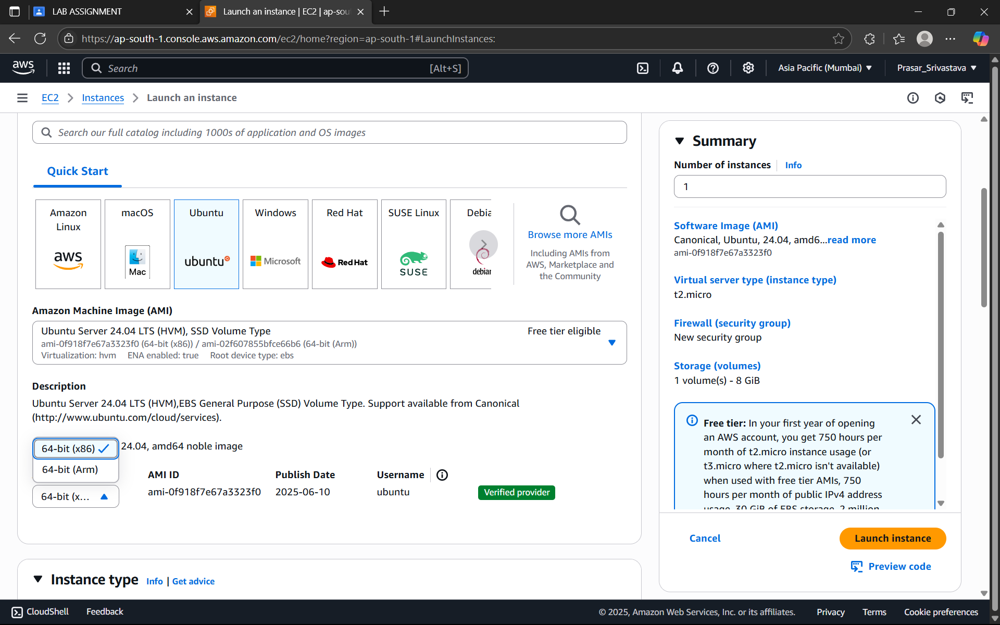 LAB ASSIGNMENT
Launch an instance | EC2 | ap-sou
https://ap-south-1.console.aws.amazon.com/ec2/home?region=ap-south-1#LaunchInstances:
aws
Search
[Alt+S]
Asia Pacific (Mumbai)
Prasar_Srivastava
EC2
Instances
Launch an instance
Search our full catalog including 1000s of application and OS images
Quick Start
Amazon
Linux
aws
macOS
Mac
Ubuntu
ubuntu
Windows
Microsoft
Red Hat
Red Hat
SUSE Linux
SUSE
Debia
debian
Browse more AMIs
Including AMIs from
AWS, Marketplace and
the Community
Amazon Machine Image (AMI)
Ubuntu Server 24.04 LTS (HVM), SSD Volume Type
Free tier eligible
ami-0f918f7e67a3323f0 (64-bit (x86)) / ami-02f607855bfce66b6 (64-bit (Arm))
Virtualization: hvm ENA enabled: true Root device type: ebs
Description
Ubuntu Server 24.04 LTS (HVM),EBS General Purpose (SSD) Volume Type. Support available from Canonical
(http://www.ubuntu.com/cloud/services).
64-bit (x86)
24.04, amd64 noble image
64-bit (Arm)
64-bit (x...
AMI ID
ami-0f918f7e67a3323f0
Publish Date
2025-06-10
Username
ubuntu
Verified provider
Instance type
Info | Get advice
Summary
Number of instances
Info
1
Software Image (AMI)
Canonical, Ubuntu, 24.04, amd6...read more
ami-0f918f7e67a3323f0
Virtual server type (instance type)
t2.micro
Firewall (security group)
New security group
Storage (volumes)
1 volume(s) - 8 GiB
Free tier: In your first year of opening
an AWS account, you get 750 hours per
month of t2.micro instance usage (or
t3.micro where t2.micro isn't available)
when used with free tier AMIs, 750
hours per month of public IPv4 address
usage, 30 GiB of EBS storage, 2 million
Cancel
Launch instance
Preview code
CloudShell
Feedback
© 2025, Amazon Web Services, Inc. or its affiliates.
Privacy
Terms
Cookie preferences